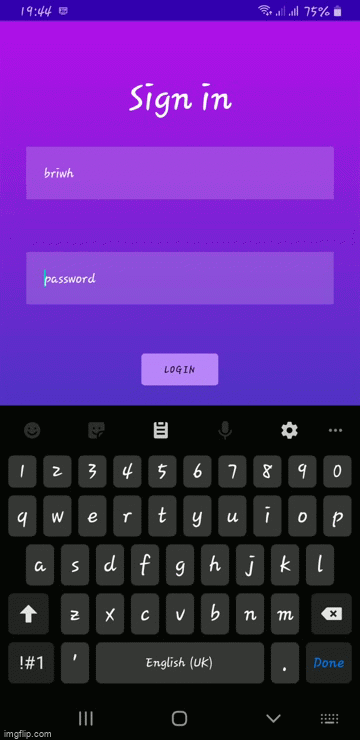 19:44 75%
Sign in
briwh
password
LOGIN
1 2 3 4 5 6 7 8 9 0
q w e r t y u i o p
a s d f g h j k l
z x c v b n m
!#1 ' English (UK) . Done
imgflip.com